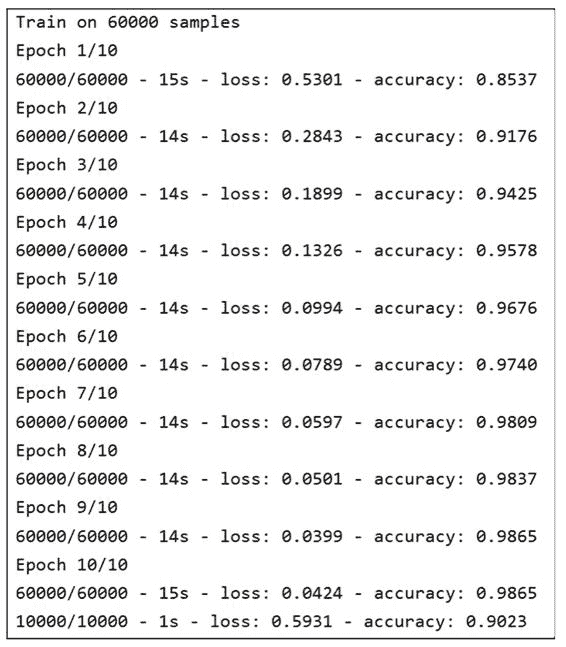 Train on 60000 samples
Epoch 1/10
60000/60000 - 15s - loss: 0.5301 - accuracy: 0.8537
Epoch 2/10
60000/60000 - 14s - loss: 0.2843 - accuracy: 0.9176
Epoch 3/10
60000/60000 - 14s - loss: 0.1899 - accuracy: 0.9425
Epoch 4/10
60000/60000 - 14s - loss: 0.1326 - accuracy: 0.9578
Epoch 5/10
60000/60000 - 14s - loss: 0.0994 - accuracy: 0.9676
Epoch 6/10
60000/60000 - 14s - loss: 0.0789 - accuracy: 0.9740
Epoch 7/10
60000/60000 - 14s - loss: 0.0597 - accuracy: 0.9809
Epoch 8/10
60000/60000 - 14s - loss: 0.0501 - accuracy: 0.9837
Epoch 9/10
60000/60000 - 14s - loss: 0.0399 - accuracy: 0.9865
Epoch 10/10
60000/60000 - 15s - loss: 0.0424 - accuracy: 0.9865
10000/10000 - 1s - loss: 0.5931 - accuracy: 0.9023